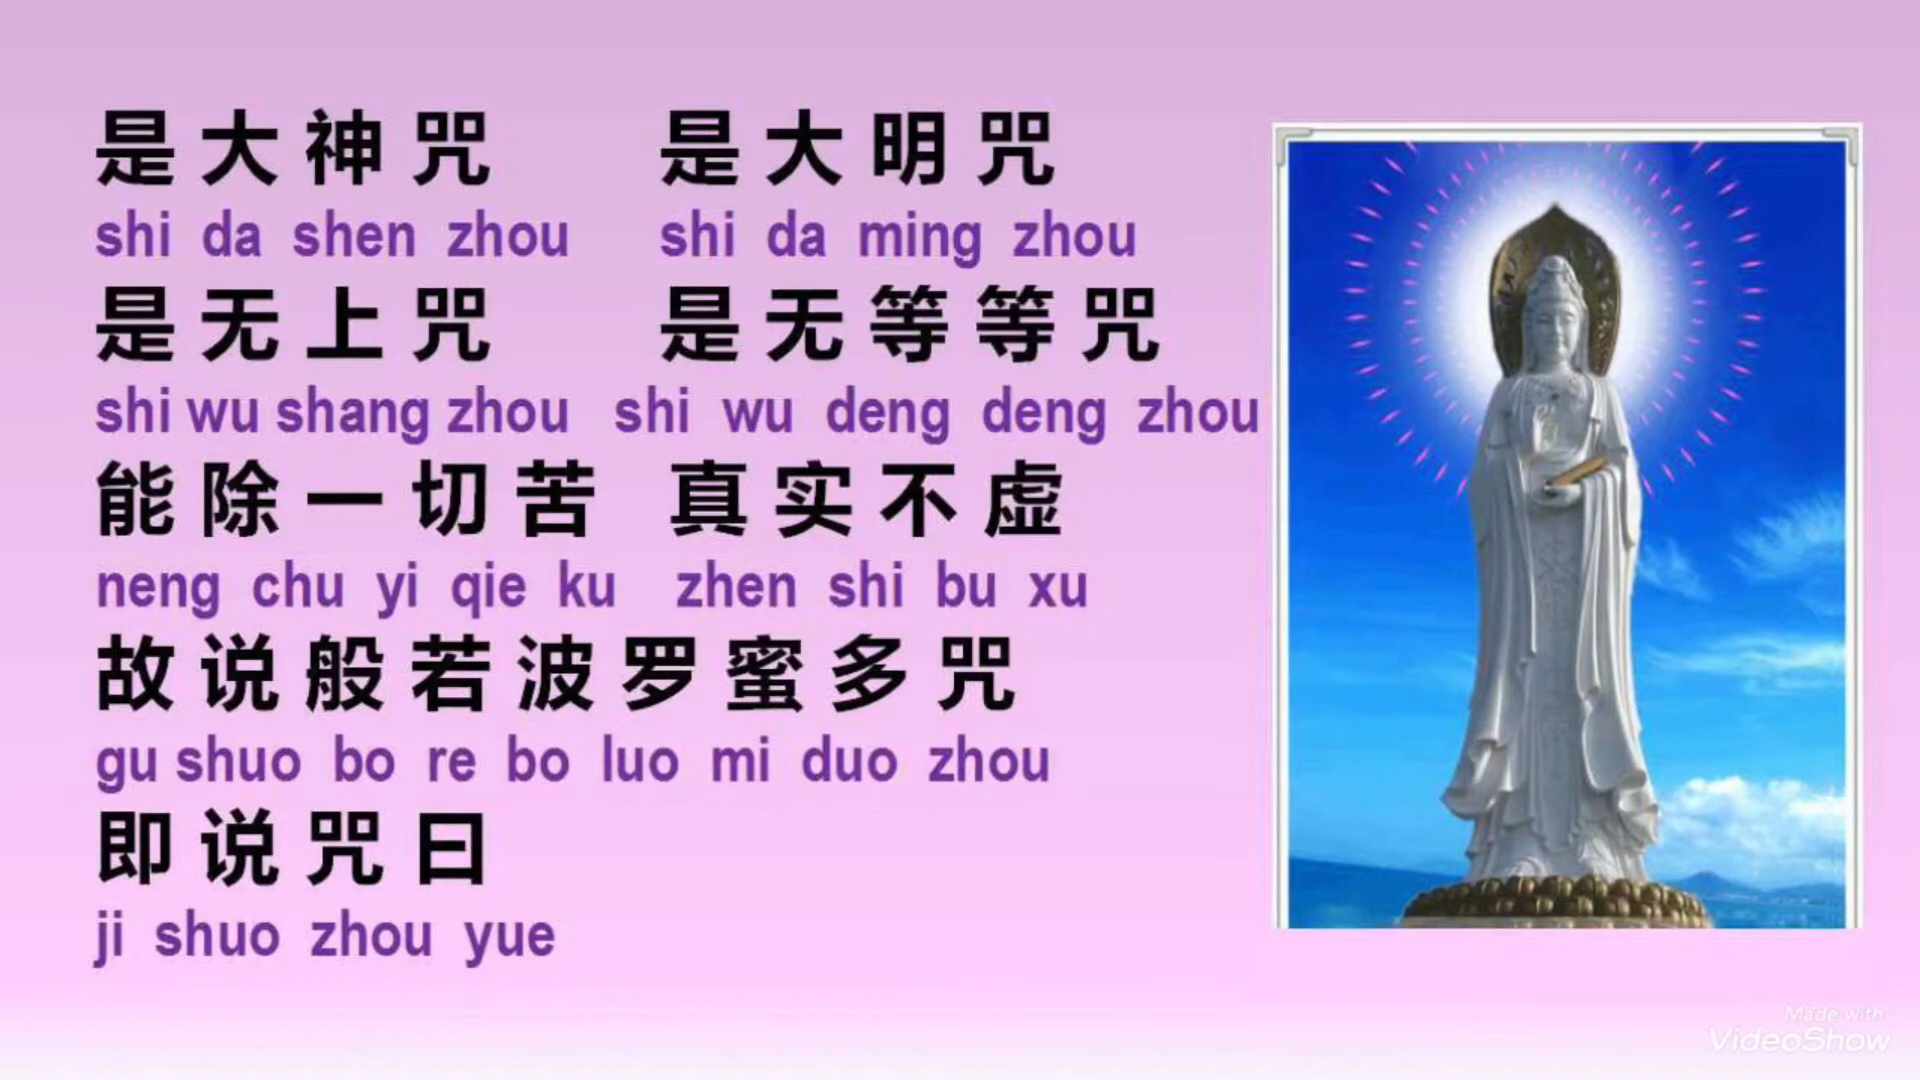 是大神咒 是大明咒
shi da shen zhou shi da ming zhou
是无上咒 是无等等咒
shi wu shang zhou shi wu deng deng zhou
能除一切苦 真实不虚
neng chu yi qie ku zhen shi bu xu
故说般若波罗蜜多咒
gu shuo bo re bo luo mi duo zhou
即说咒曰
ji shuo zhou yue
Made with
VideoShow